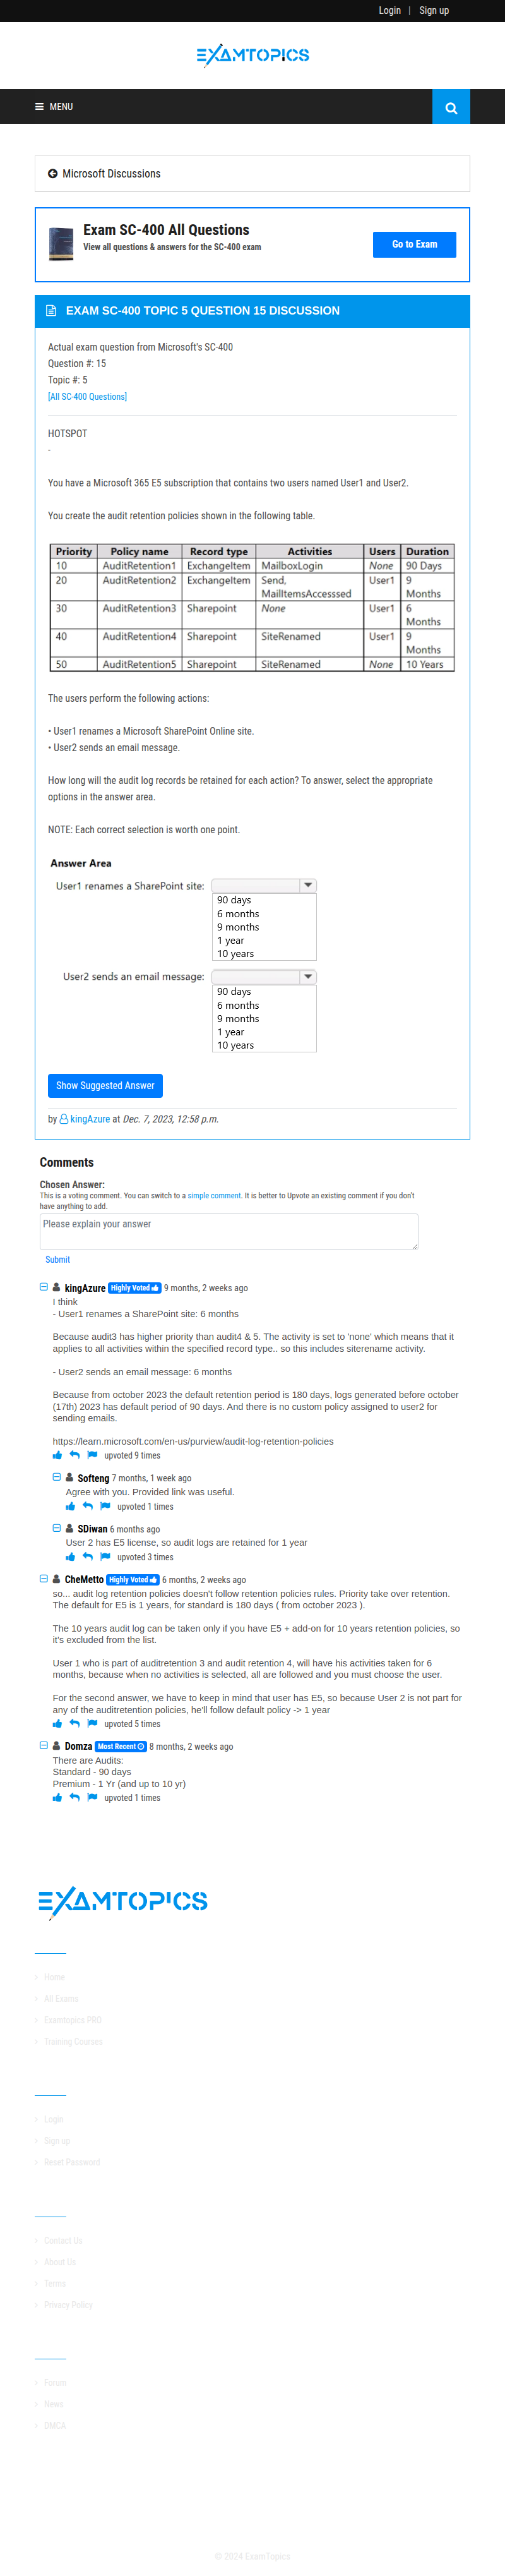 Login | Sign up
EXAMTOPICS
MENU
Microsoft Discussions
Exam SC-400 All Questions
View all questions & answers for the SC-400 exam
Go to Exam
EXAM SC-400 TOPIC 5 QUESTION 15 DISCUSSION
Actual exam question from Microsoft's SC-400
Question #: 15
Topic #: 5
[All SC-400 Questions]
HOTSPOT
-
You have a Microsoft 365 E5 subscription that contains two users named User1 and User2.
You create the audit retention policies shown in the following table.
Priority Policy name Record type Activities Users Duration
10 AuditRetention1 ExchangeItem MailboxLogin None 90 Days
20 AuditRetention2 ExchangeItem Send, User1 9
MailItemsAccesssed Months
30 AuditRetention3 Sharepoint None User1 6
Months
40 AuditRetention4 Sharepoint SiteRenamed User1 9
Months
50 AuditRetention5 Sharepoint SiteRenamed None 10 Years
The users perform the following actions:
• User1 renames a Microsoft SharePoint Online site.
• User2 sends an email message.
How long will the audit log records be retained for each action? To answer, select the appropriate
options in the answer area.
NOTE: Each correct selection is worth one point.
Answer Area
User1 renames a SharePoint site:
90 days
6 months
9 months
1 year
10 years
User2 sends an email message:
90 days
6 months
9 months
1 year
10 years
Show Suggested Answer
by kingAzure at Dec. 7, 2023, 12:58 p.m.
Comments
Chosen Answer:
This is a voting comment. You can switch to a simple comment. It is better to Upvote an existing comment if you don't
have anything to add.
Please explain your answer
Submit
kingAzure Highly Voted 9 months, 2 weeks ago
I think
- User1 renames a SharePoint site: 6 months
Because audit3 has higher priority than audit4 & 5. The activity is set to 'none' which means that it
applies to all activities within the specified record type.. so this includes siterename activity.
- User2 sends an email message: 6 months
Because from october 2023 the default retention period is 180 days, logs generated before october
(17th) 2023 has default period of 90 days. And there is no custom policy assigned to user2 for
sending emails.
https://learn.microsoft.com/en-us/purview/audit-log-retention-policies
upvoted 9 times
Softeng 7 months, 1 week ago
Agree with you. Provided link was useful.
upvoted 1 times
SDiwan 6 months ago
User 2 has E5 license, so audit logs are retained for 1 year
upvoted 3 times
CheMetto Highly Voted 6 months, 2 weeks ago
so... audit log retention policies doesn't follow retention policies rules. Priority take over retention.
The default for E5 is 1 years, for standard is 180 days ( from october 2023 ).
The 10 years audit log can be taken only if you have E5 + add-on for 10 years retention policies, so
it's excluded from the list.
User 1 who is part of auditretention 3 and audit retention 4, will have his activities taken for 6
months, because when no activities is selected, all are followed and you must choose the user.
For the second answer, we have to keep in mind that user has E5, so because User 2 is not part for
any of the auditretention policies, he'll follow default policy -> 1 year
upvoted 5 times
Domza Most Recent 8 months, 2 weeks ago
There are Audits:
Standard - 90 days
Premium - 1 Yr (and up to 10 yr)
upvoted 1 times
EXAMTOPICS
Home
All Exams
Examtopics PRO
Training Courses
Login
Sign up
Reset Password
Contact Us
About Us
Terms
Privacy Policy
Forum
News
DMCA
© 2024 ExamTopics